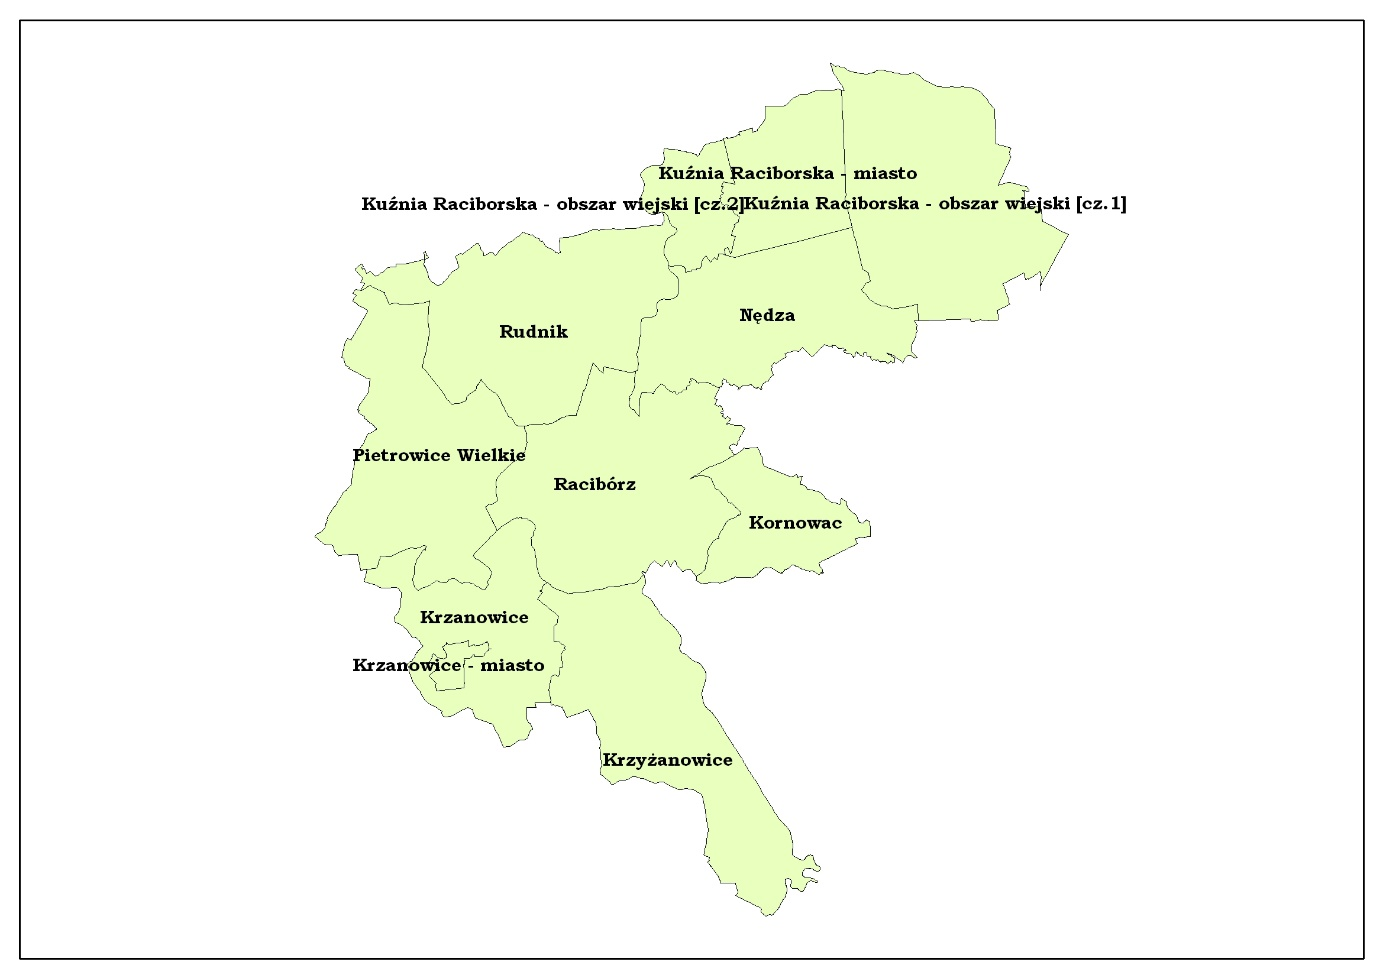 Kuźnia Raciborska - miasto
Kuźnia Raciborska - obszar wiejski [cz.2]
Kuźnia Raciborska - obszar wiejski [cz.1]
Nędza
Rudnik
Pietrowice Wielkie
Racibórz
Kornowac
Krzanowice
Krzanowice - miasto
Krzyżanowice